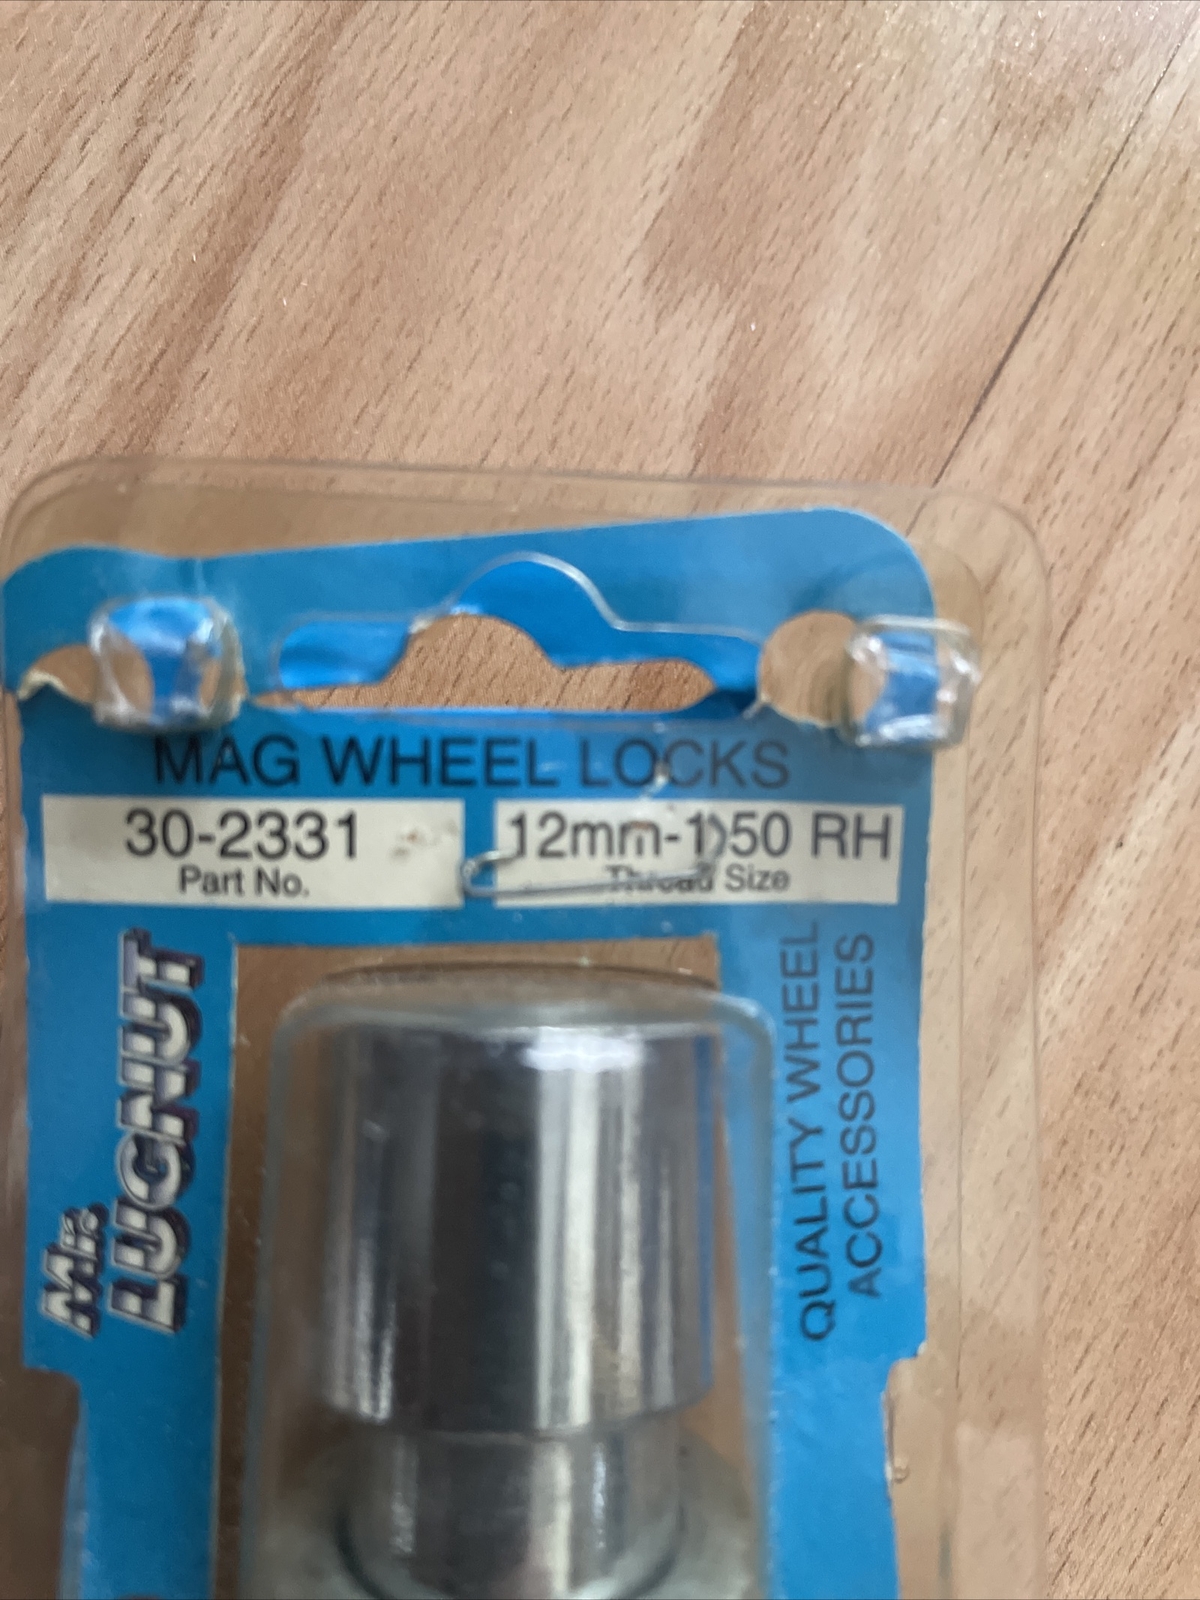 MAG WHEEL LOCKS
30-2331
Part No.
12mm-1.50 RH
Thread Size
Mr.
LUGNUT
QUALITY WHEEL
ACCESSORIES